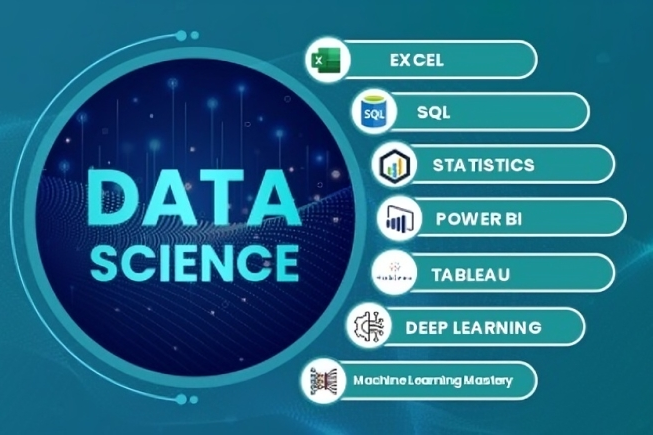 DATA
SCIENCE
X
EXCEL
SQL
SQL
STATISTICS
POWER BI
TABLEAU
DEEP LEARNING
Machine Learning Mastery